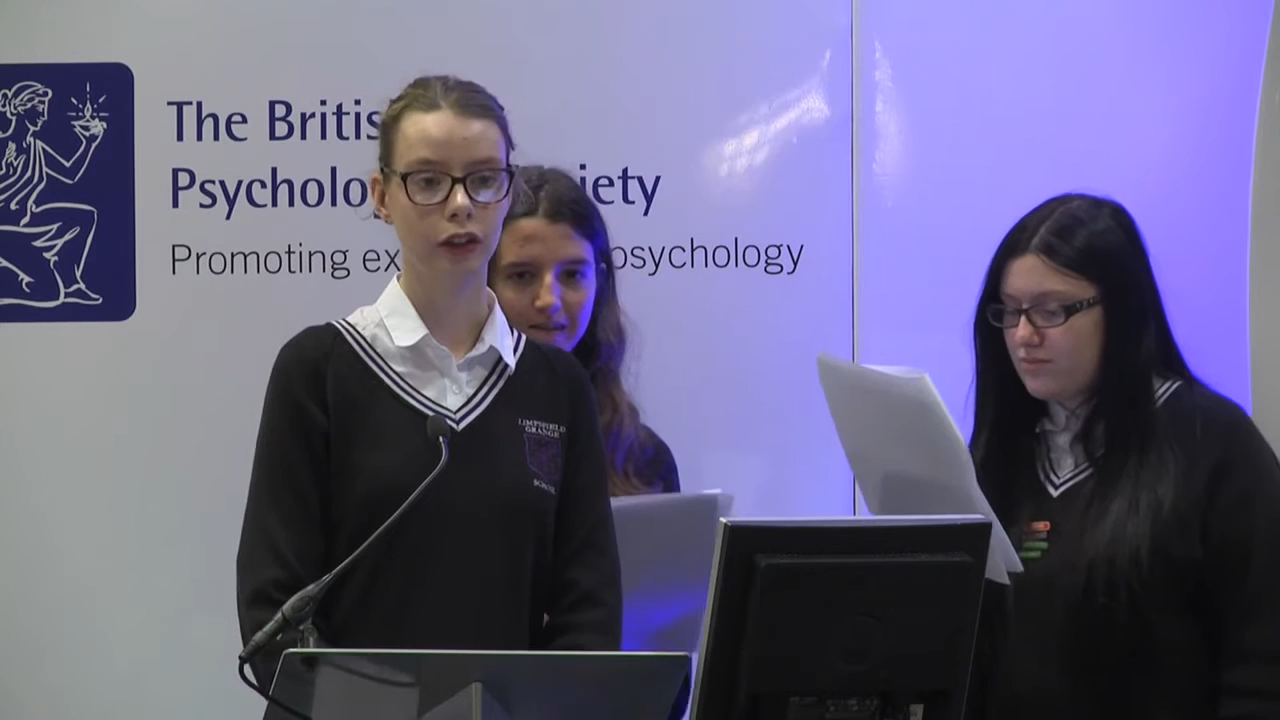 The Britis
Psycholo iety
Promoting ex psychology
LIMPSFIELD
GRANGE
SCHOOL